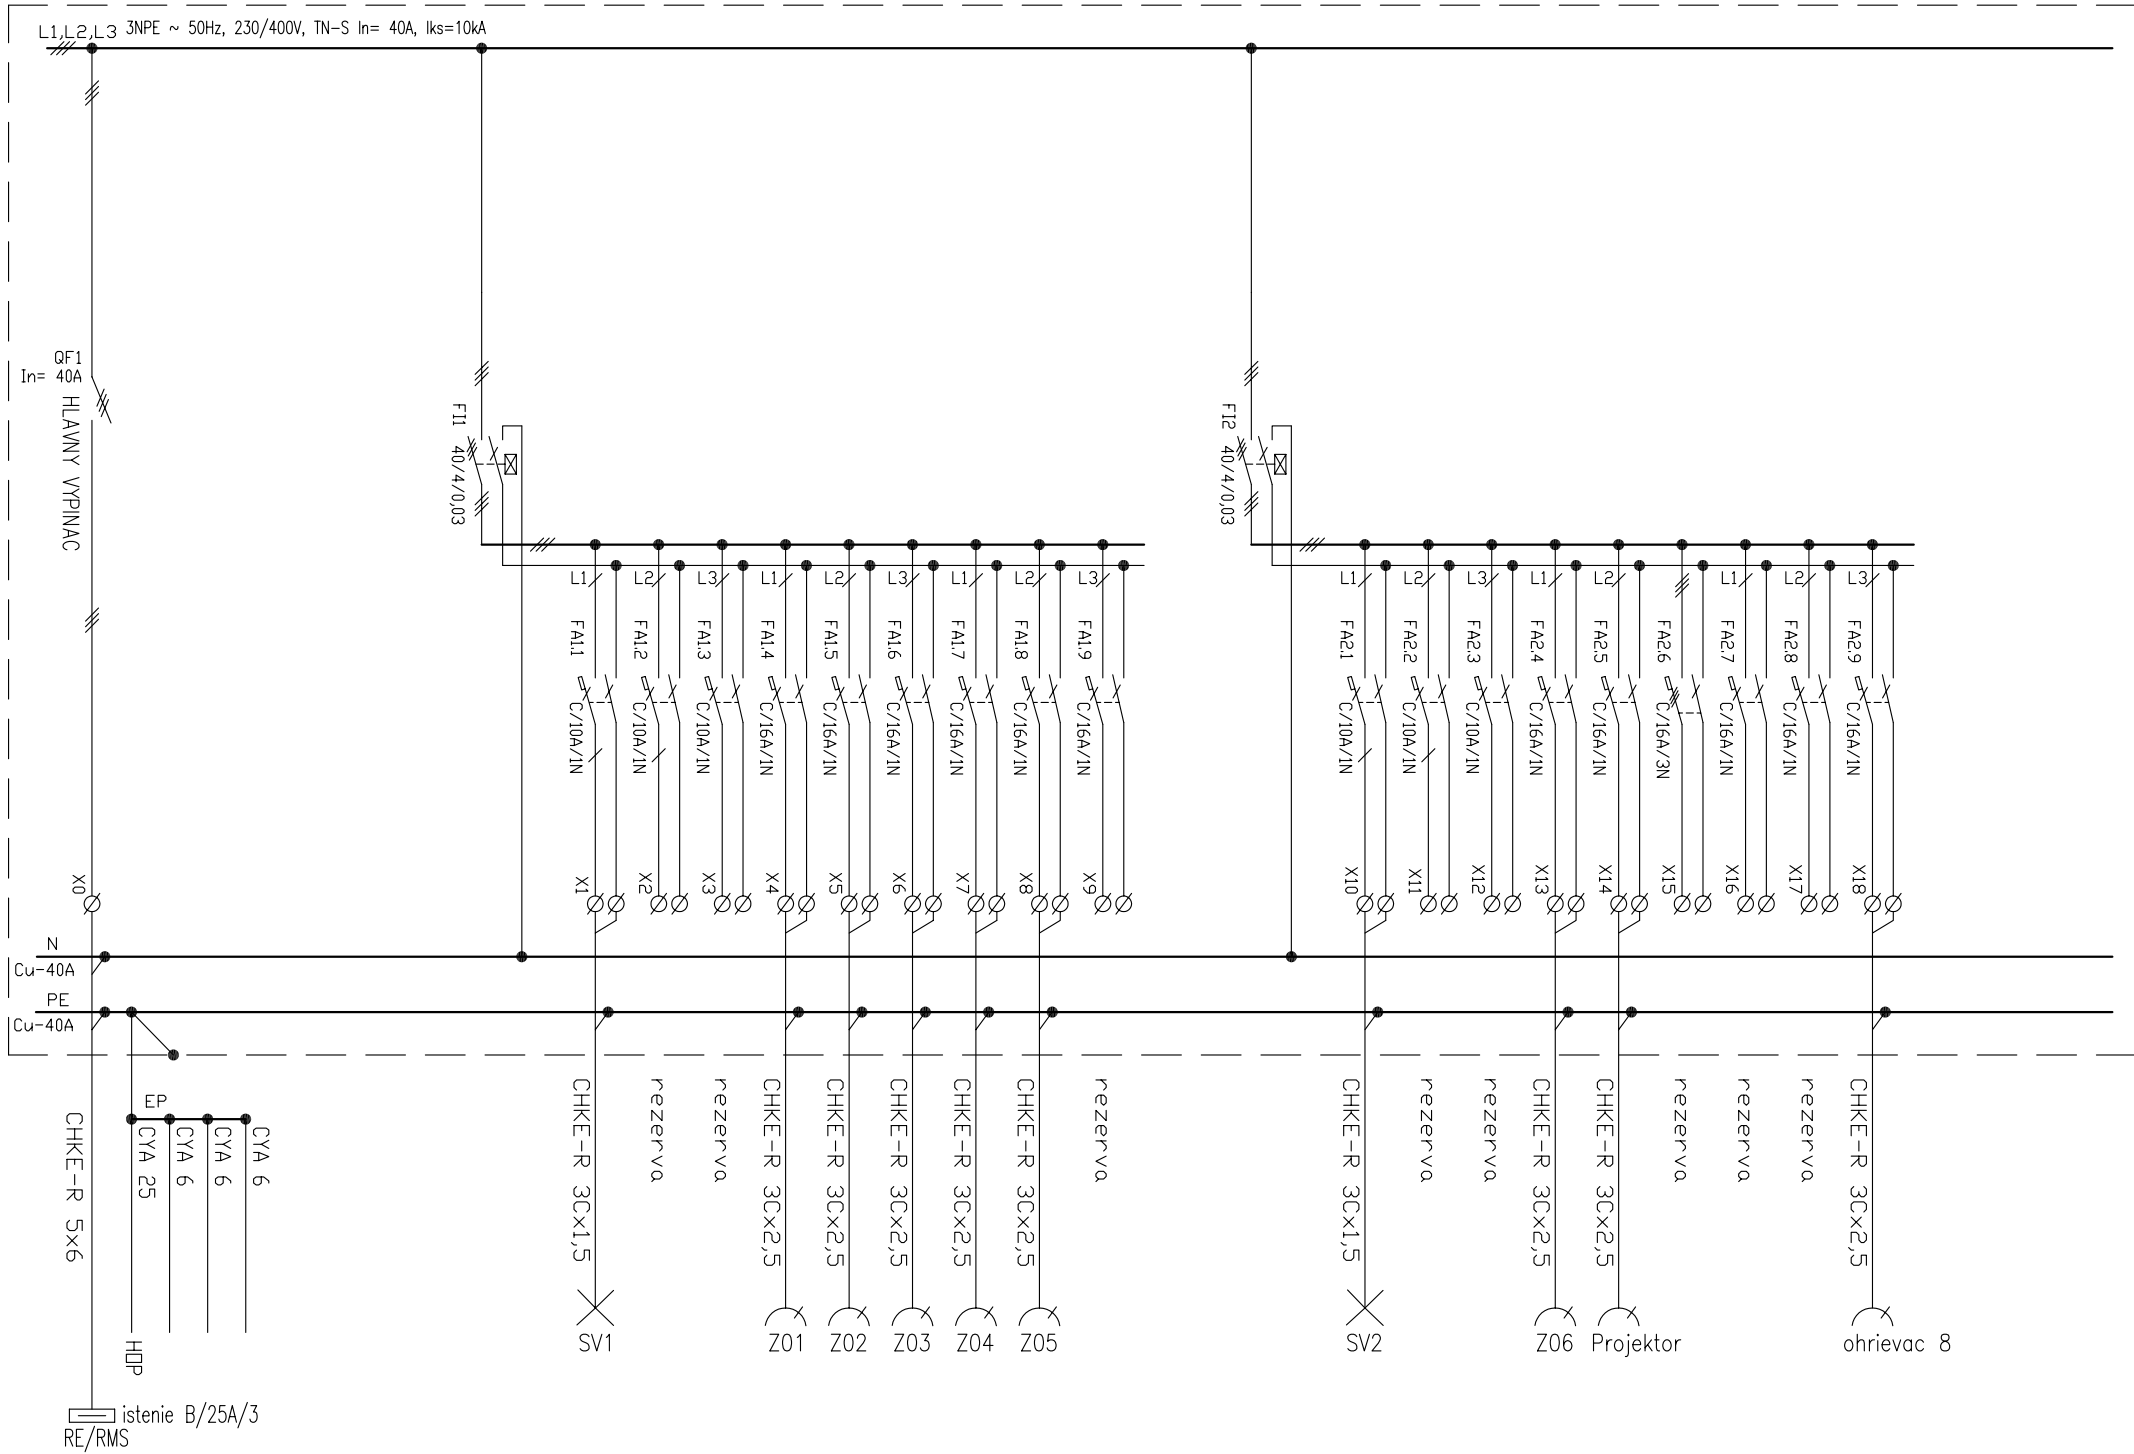 L1,L2,L3 3NPE ~ 50Hz, 230/400V, TN-S In= 40A, Iks=10kA
QF1
In= 40A
HLAVNY VYPINAC
FI1 40/4/0,03
FI2 40/4/0,03
L1 L2 L3 L1 L2 L3 L1 L2 L3
L1 L2 L3 L1 L2 L1 L2 L3
FA1.1 C/10A/1N
FA1.2 C/10A/1N
FA1.3 C/10A/1N
FA1.4 C/16A/1N
FA1.5 C/16A/1N
FA1.6 C/16A/1N
FA1.7 C/16A/1N
FA1.8 C/16A/1N
FA1.9 C/16A/1N
FA2.1 C/10A/1N
FA2.2 C/10A/1N
FA2.3 C/10A/1N
FA2.4 C/16A/1N
FA2.5 C/16A/1N
FA2.6 C/16A/3N
FA2.7 C/16A/1N
FA2.8 C/16A/1N
FA2.9 C/16A/1N
X0 X1 X2 X3 X4 X5 X6 X7 X8 X9
X10 X11 X12 X13 X14 X15 X16 X17 X18
N
Cu-40A
PE
Cu-40A
EP
CHKE-R 5x6
CYA 25
CYA 6
CYA 6
CYA 6
HOP
CHKE-R 3Cx1,5
rezerva
rezerva
CHKE-R 3Cx2,5
CHKE-R 3Cx2,5
CHKE-R 3Cx2,5
CHKE-R 3Cx2,5
CHKE-R 3Cx2,5
rezerva
CHKE-R 3Cx1,5
rezerva
rezerva
CHKE-R 3Cx2,5
CHKE-R 3Cx2,5
rezerva
rezerva
rezerva
CHKE-R 3Cx2,5
SV1 Z01 Z02 Z03 Z04 Z05 SV2 Z06 Projektor ohrievac 8
istenie B/25A/3
RE/RMS